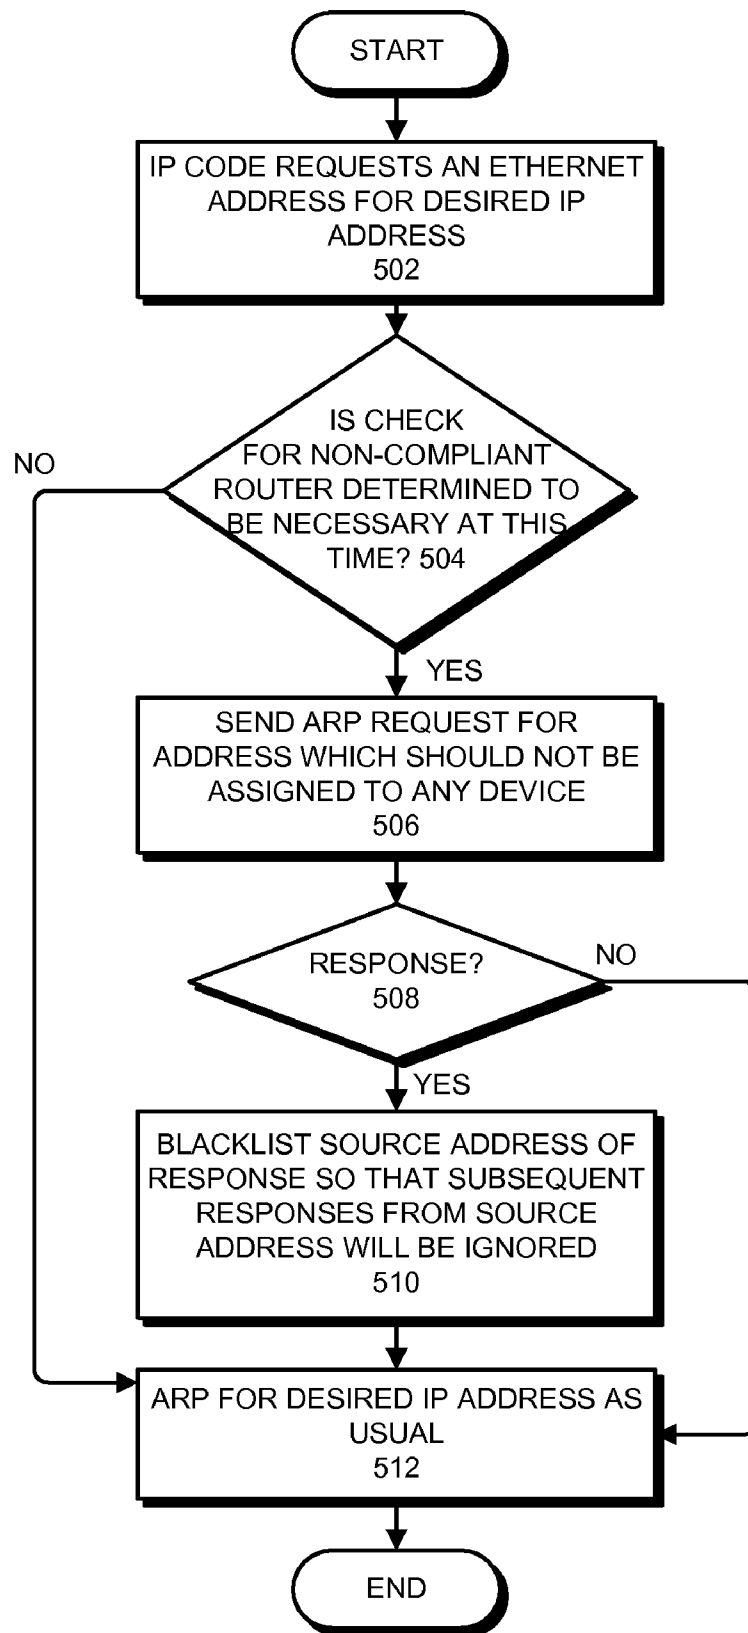 START
IP CODE REQUESTS AN ETHERNET
ADDRESS FOR DESIRED IP
ADDRESS
502
IS CHECK
FOR NON-COMPLIANT
ROUTER DETERMINED TO
BE NECESSARY AT THIS
TIME? 504
NO
YES
SEND ARP REQUEST FOR
ADDRESS WHICH SHOULD NOT BE
ASSIGNED TO ANY DEVICE
506
RESPONSE?
508
NO
YES
BLACKLIST SOURCE ADDRESS OF
RESPONSE SO THAT SUBSEQUENT
RESPONSES FROM SOURCE
ADDRESS WILL BE IGNORED
510
ARP FOR DESIRED IP ADDRESS AS
USUAL
512
END